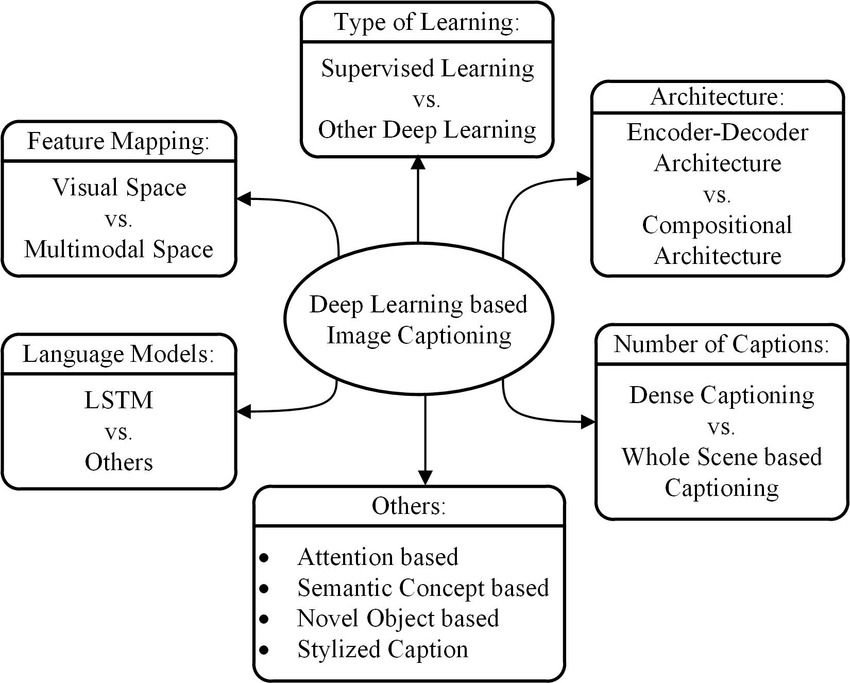 Type of Learning:
Supervised Learning
vs.
Other Deep Learning
Architecture:
Encoder-Decoder
Architecture
vs.
Compositional
Architecture
Feature Mapping:
Visual Space
vs.
Multimodal Space
Deep Learning based
Image Captioning
Language Models:
LSTM
vs.
Others
Number of Captions:
Dense Captioning
vs.
Whole Scene based
Captioning
Others:
• Attention based
• Semantic Concept based
• Novel Object based
• Stylized Caption